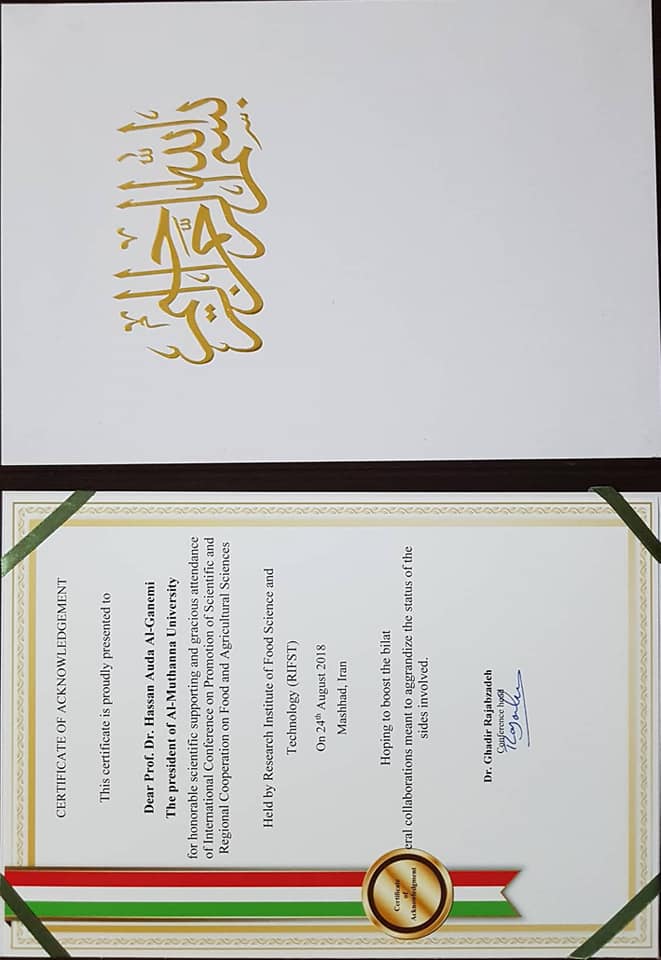 بسم الله الرحمن الرحيم
CERTIFICATE OF ACKNOWLEDGEMENT
This certificate is proudly presented to
Dear Prof. Dr. Hassan Auda Al-Ganemi
The president of Al-Muthanna University
for honorable scientific supporting and gracious attendance
of International Conference on Promotion of Scientific and
Regional Cooperation on Food and Agricultural Sciences
Held by Research Institute of Food Science and
Technology (RIFST)
On 24th August 2018
Mashhad, Iran
Hoping to boost the bilat
eral collaborations meant to aggrandize the status of the
sides involved.
Dr. Ghadir Rajabzadeh
Conference head
Certificate
of
Acknowledgment